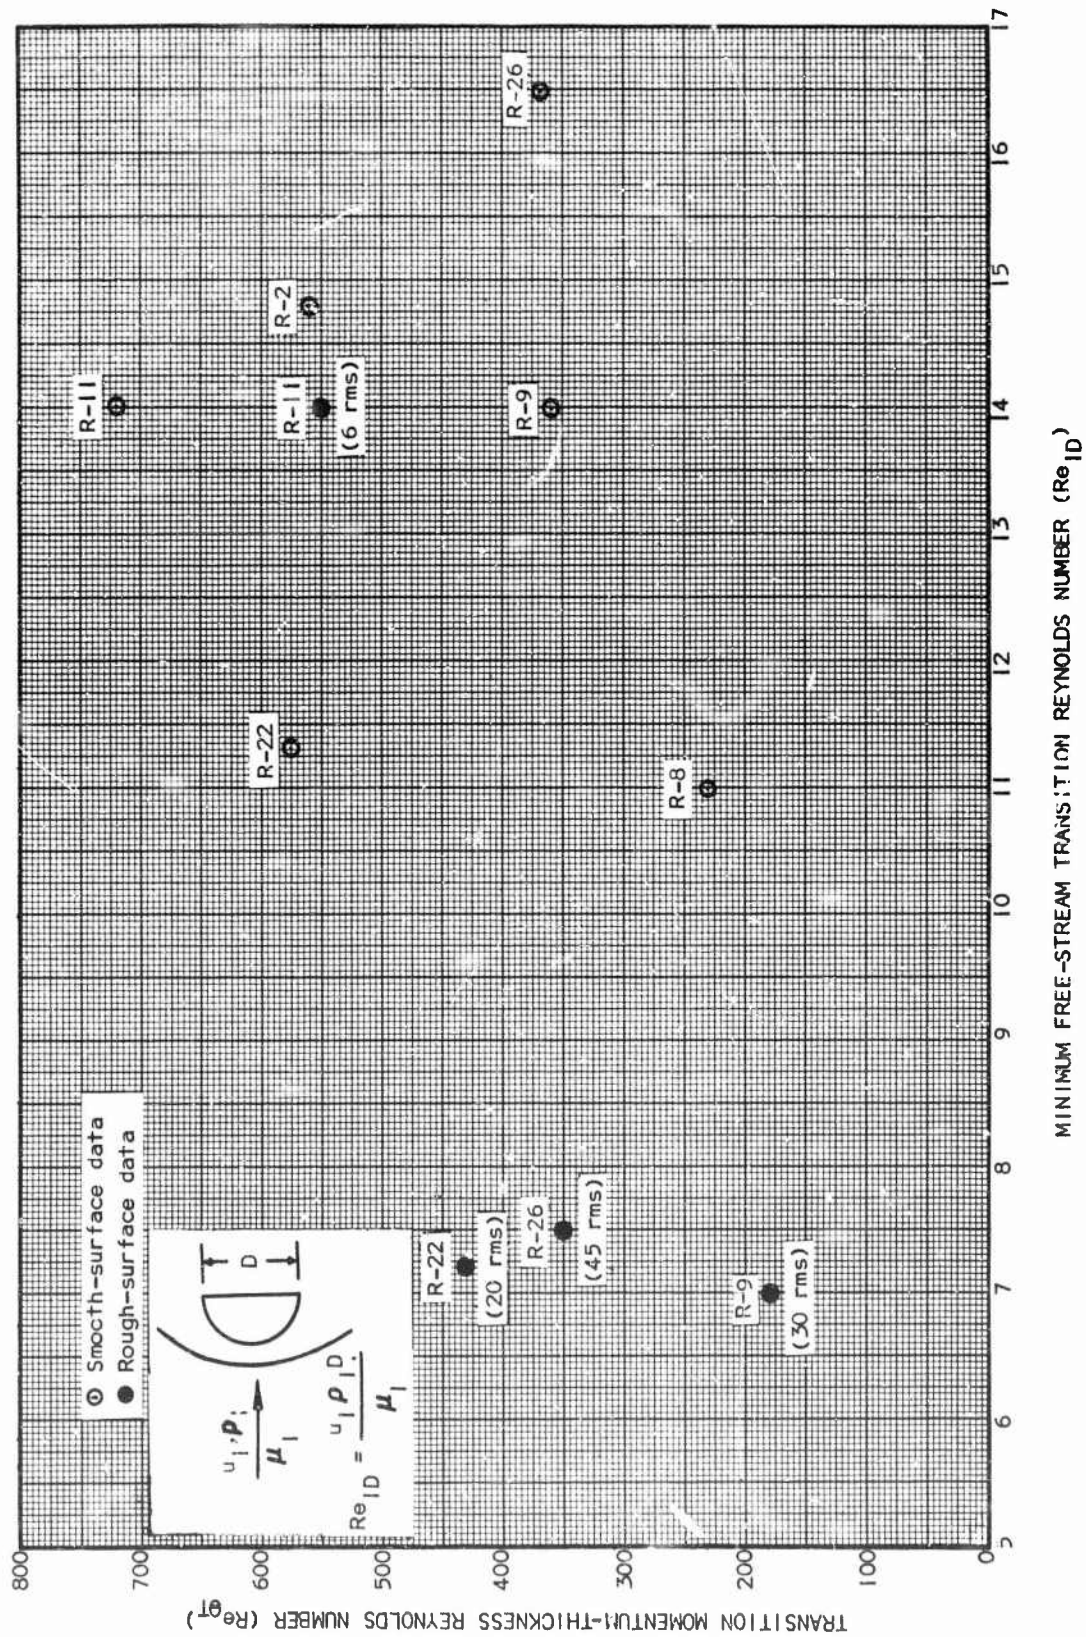 ⊙ Smooth-surface data
● Rough-surface data
u₁,ρ₁
μ₁
D
Re₁D = u₁ρ₁D / μ₁
R-11
R-2
R-26
R-11
(6 rms)
R-22
R-9
R-8
R-22
(20 rms)
R-26
(45 rms)
R-9
(30 rms)
800
700
600
500
400
300
200
100
0
5
6
7
8
9
10
11
12
13
14
15
16
17
TRANSITION MOMENTUM-THICKNESS REYNOLDS NUMBER (ReθT)
MINIMUM FREE-STREAM TRANSITION REYNOLDS NUMBER (Re₁D)